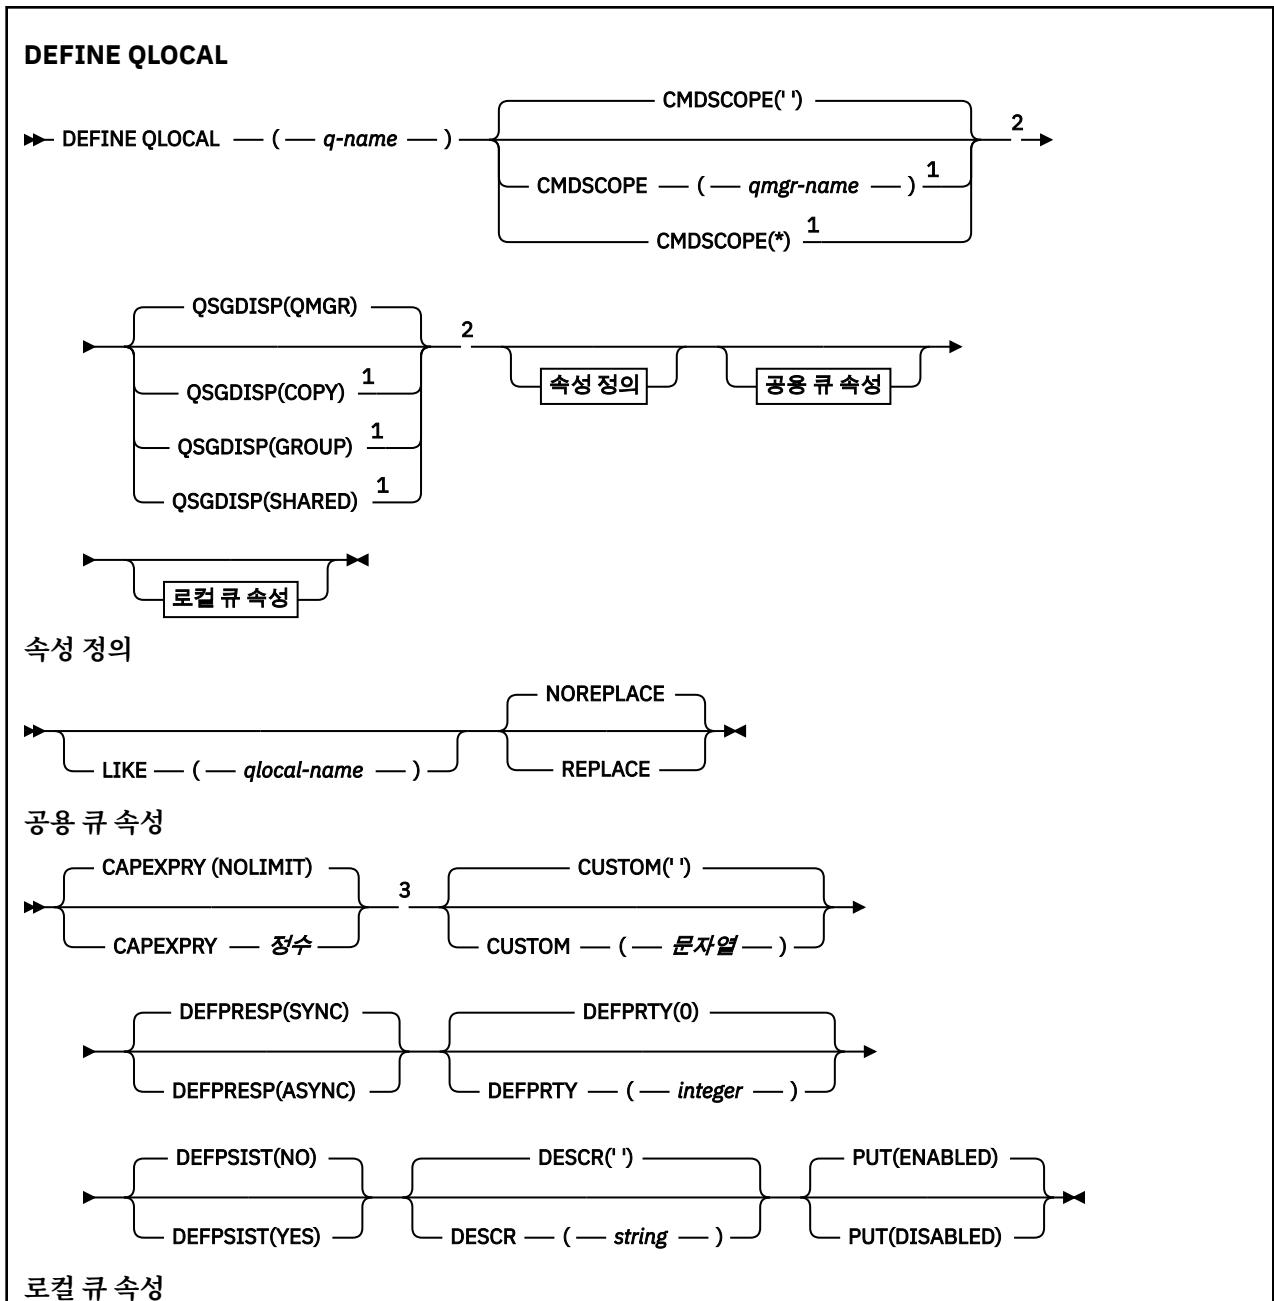 DEFINE QLOCAL
CMDSCOPE(' ')
DEFINE QLOCAL ( q-name ) 2
CMDSCOPE ( qmgr-name ) 1
CMDSCOPE(*) 1
QSGDISP(QMGR)
2
QSGDISP(COPY) 1 속성 정의 공용 큐 속성
QSGDISP(GROUP) 1
QSGDISP(SHARED) 1
로컬 큐 속성
속성 정의
NOREPLACE
LIKE ( qlocal-name ) REPLACE
공용 큐 속성
CAPEXPRY (NOLIMIT) CUSTOM(' ')
3
CAPEXPRY 정수 CUSTOM ( 문자열 )
DEFPRESP(SYNC) DEFPRTY(0)
DEFPRESP(ASYNC) DEFPRTY ( integer )
DEFPSIST(NO) DESCR(' ') PUT(ENABLED)
DEFPSIST(YES) DESCR ( string ) PUT(DISABLED)
로컬 큐 속성